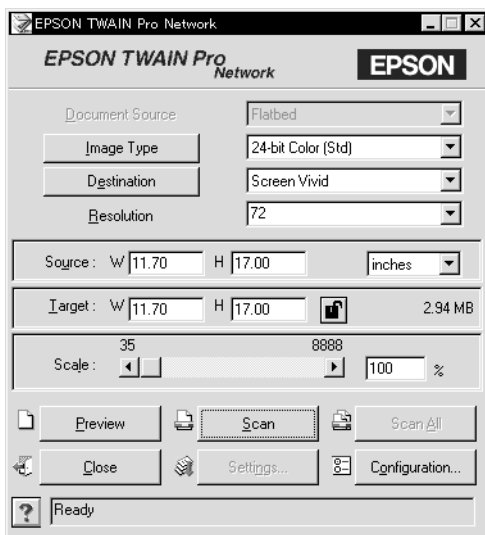 EPSON TWAIN Pro Network
EPSON TWAIN Pro
Network
EPSON
Document Source Flatbed
Image Type 24-bit Color (Std)
Destination Screen Vivid
Resolution 72
Source : W 11.70 H 17.00 inches
Target : W 11.70 H 17.00 2.94 MB
35 8888
Scale : 100 %
Preview Scan Scan All
Close Settings... Configuration...
? Ready